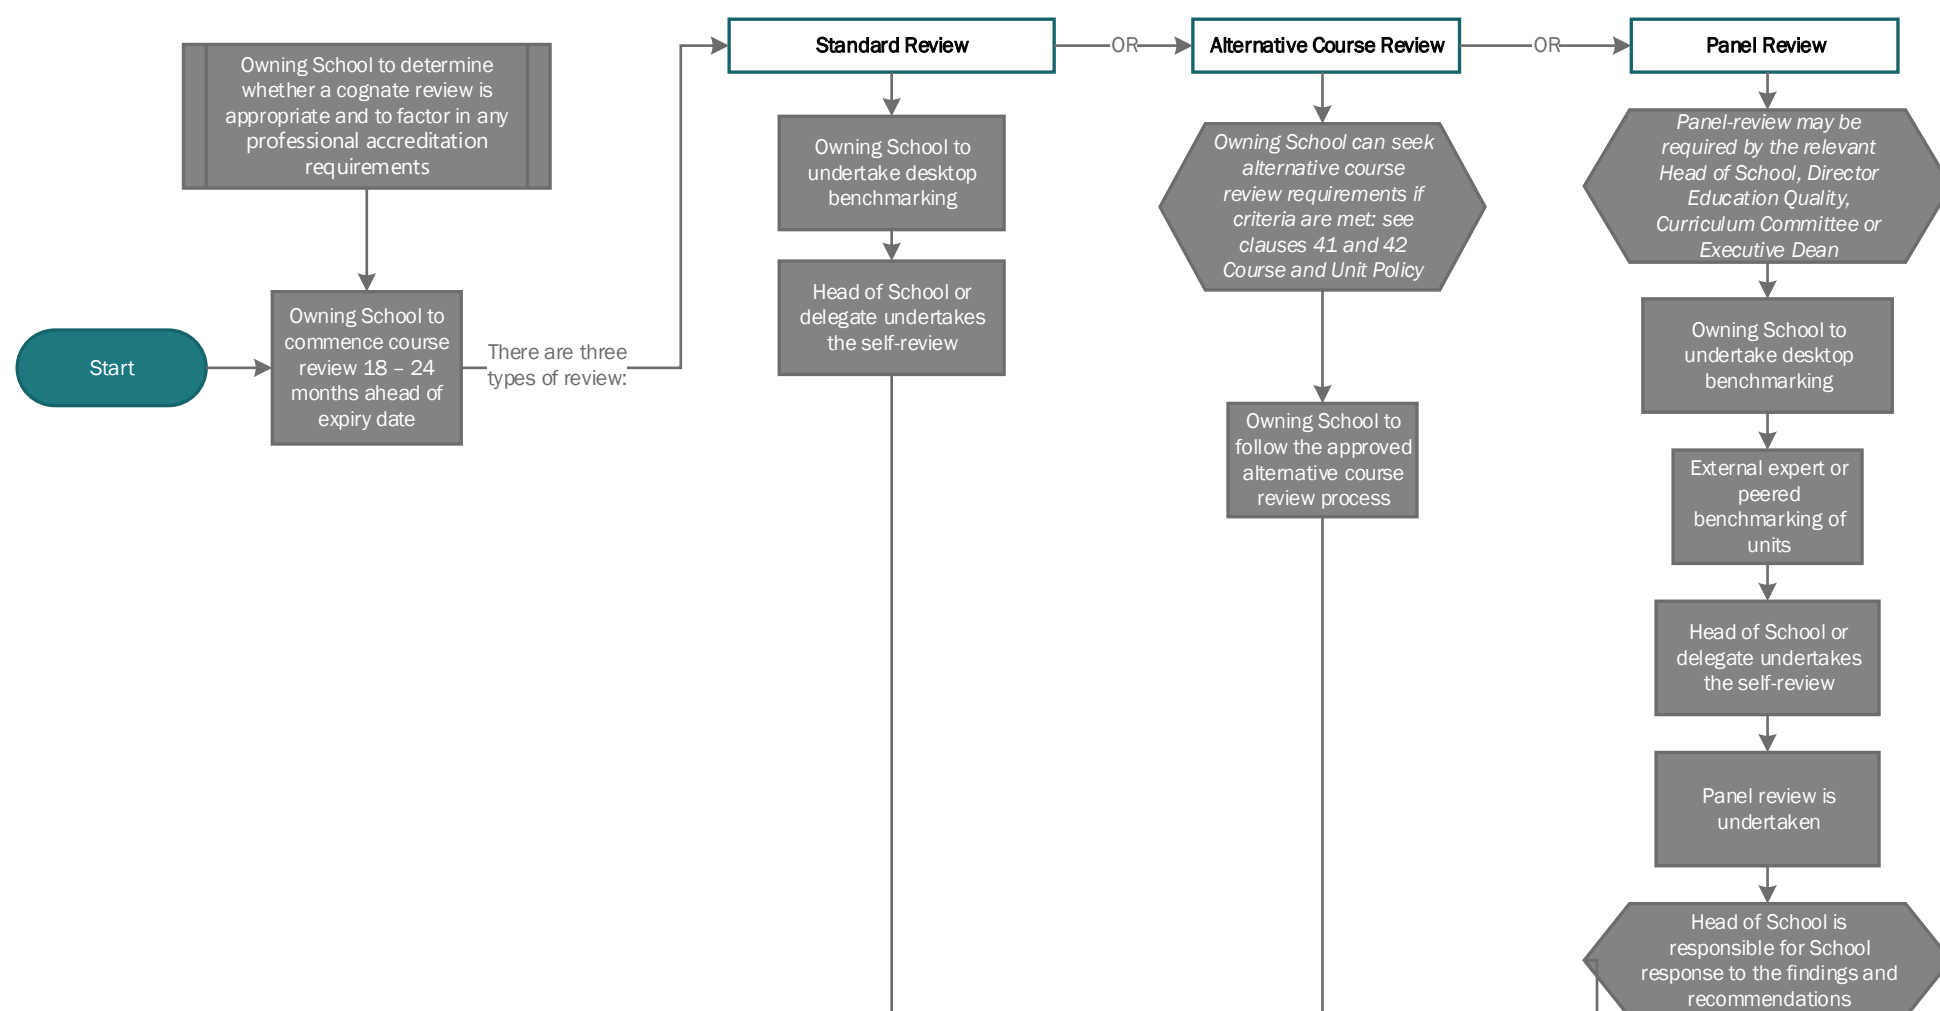 Owning School to determine
whether a cognate review is
appropriate and to factor in any
professional accreditation
requirements
Start
Owning School to
commence course
review 18 – 24
months ahead of
expiry date
There are three
types of review:
Standard Review
Owning School to
undertake desktop
benchmarking
Head of School or
delegate undertakes
the self-review
OR
Alternative Course Review
Owning School can seek
alternative course
review requirements if
criteria are met: see
clauses 41 and 42
Course and Unit Policy
Owning School to
follow the approved
alternative course
review process
OR
Panel Review
Panel-review may be
required by the relevant
Head of School, Director
Education Quality,
Curriculum Committee or
Executive Dean
Owning School to
undertake desktop
benchmarking
External expert or
peered
benchmarking of
units
Head of School or
delegate undertakes
the self-review
Panel review is
undertaken
Head of School is
responsible for School
response to the findings and
recommendations